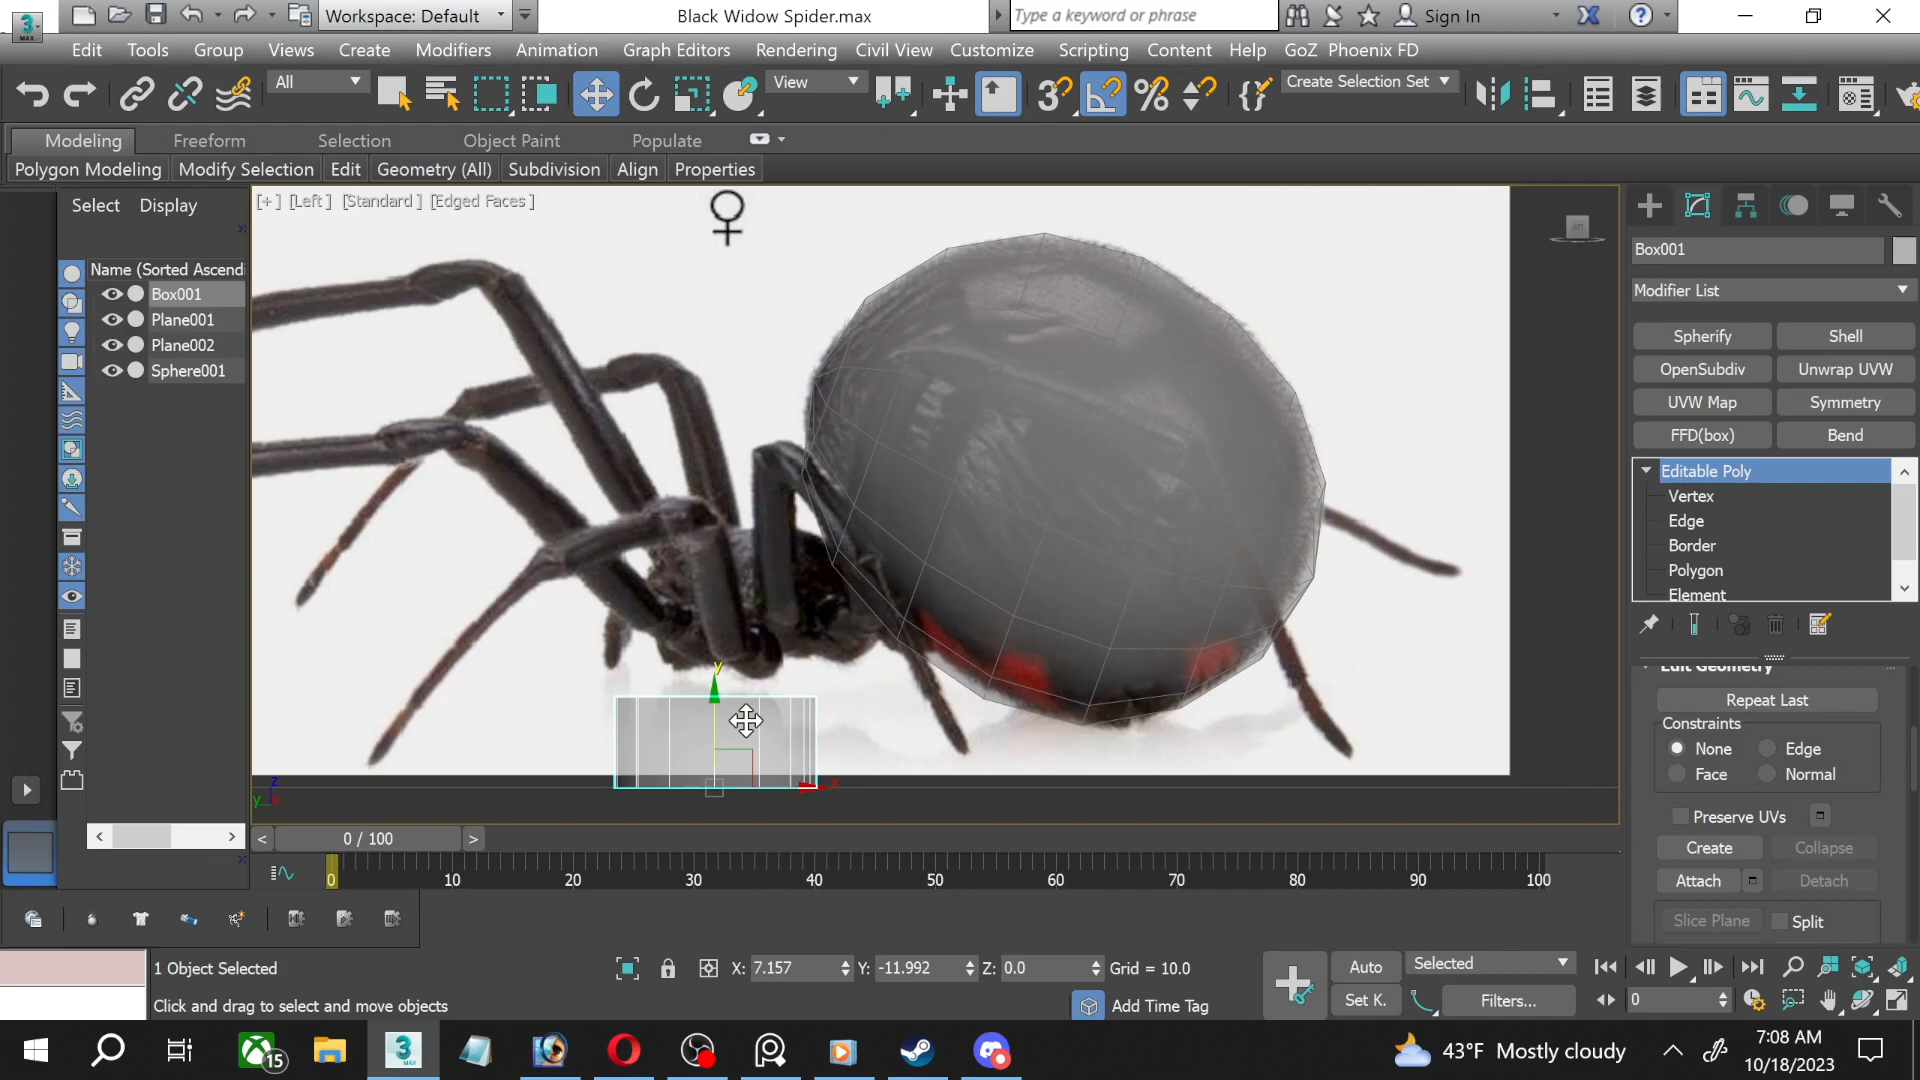 Workspace: Default
Black Widow Spider.max
Type a keyword or phrase
Sign In
Edit Tools Group Views Create Modifiers Animation Graph Editors Rendering Civil View Customize Scripting Content Help GoZ Phoenix FD
All
View
Create Selection Set
Modeling Freeform Selection Object Paint Populate
Polygon Modeling Modify Selection Edit Geometry (All) Subdivision Align Properties
Select Display
Name (Sorted Ascendi
Box001
Plane001
Plane002
Sphere001
[+] [Left] [Standard] [Edged Faces]
y
x
z
y
x
Box001
Modifier List
Spherify Shell
OpenSubdiv Unwrap UVW
UVW Map Symmetry
FFD(box) Bend
Editable Poly
Vertex
Edge
Border
Polygon
Element
Edit Geometry
Repeat Last
Constraints
None Edge
Face Normal
Preserve UVs
Create Collapse
Attach Detach
Slice Plane Split
0 / 100
0 10 20 30 40 50 60 70 80 90 100
1 Object Selected
X: 7.157 Y: -11.992 Z: 0.0 Grid = 10.0
Auto Selected
Click and drag to select and move objects
Add Time Tag
Set K. Filters...
0
15
43°F Mostly cloudy
7:08 AM
10/18/2023